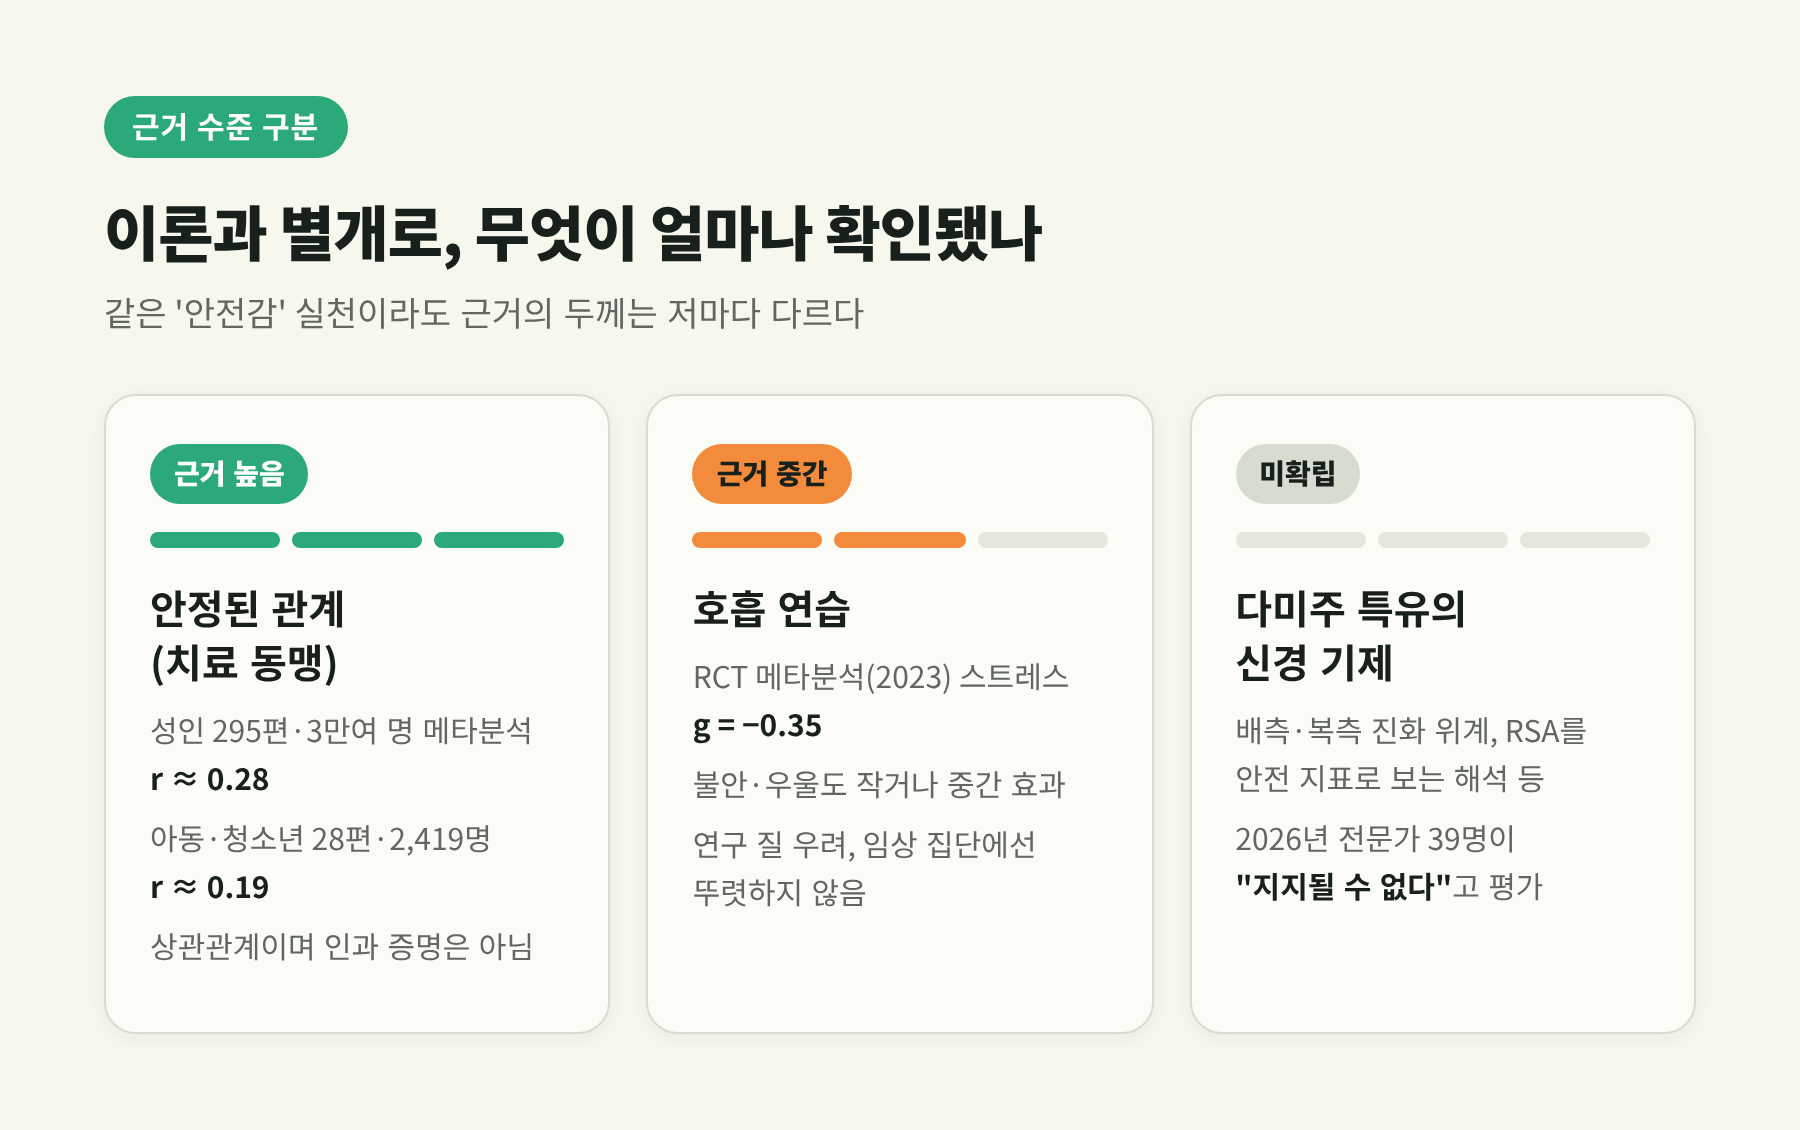 근거 수준 구분
이론과 별개로, 무엇이 얼마나 확인됐나
같은 '안전감' 실천이라도 근거의 두께는 저마다 다르다
근거 높음
안정된 관계
(치료 동맹)
성인 295편·3만여 명 메타분석
r ≈ 0.28
아동·청소년 28편·2,419명
r ≈ 0.19
상관관계이며 인과 증명은 아님
근거 중간
호흡 연습
RCT 메타분석(2023) 스트레스
g = −0.35
불안·우울도 작거나 중간 효과
연구 질 우려, 임상 집단에선
뚜렷하지 않음
미확립
다미주 특유의
신경 기제
배측·복측 진화 위계, RSA를
안전 지표로 보는 해석 등
2026년 전문가 39명이
"지지될 수 없다"고 평가